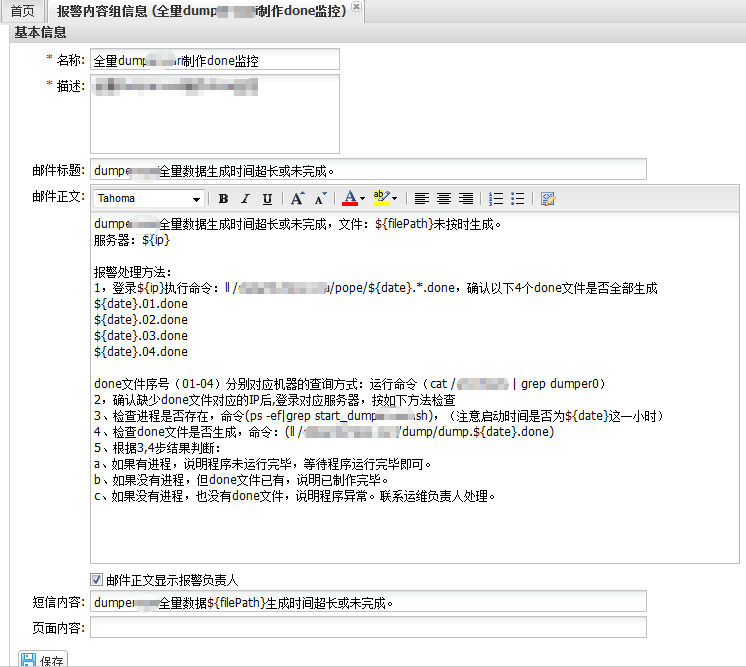 首页 报警内容组信息 (全量dumpe i制作done监控)
基本信息
* 名称: 全量dump ari制作done监控
* 描述:
邮件标题: dumpe 全量数据生成时间超长或未完成。
邮件正文: Tahoma B I U A A A ab
dumpe 全量数据生成时间超长或未完成，文件：${filePath}未按时生成。
服务器：${ip}
报警处理方法：
1，登录${ip}执行命令：ll / /pope/${date}.*.done，确认以下4个done文件是否全部生成
${date}.01.done
${date}.02.done
${date}.03.done
${date}.04.done
done文件序号（01-04）分别对应机器的查询方式：运行命令（cat / | grep dumper0）
2，确认缺少done文件对应的IP后,登录对应服务器，按如下方法检查
3、检查进程是否存在，命令(ps -ef|grep start_dump .sh)，（注意启动时间是否为${date}这一小时）
4、检查done文件是否生成，命令：(ll / /dump/dump.${date}.done)
5、根据3,4步结果判断：
a、如果有进程，说明程序未运行完毕，等待程序运行完毕即可。
b、如果没有进程，但done文件已有，说明已制作完毕。
c、如果没有进程，也没有done文件，说明程序异常。联系运维负责人处理。
邮件正文显示报警负责人
短信内容: dumper 全量数据${filePath}生成时间超长或未完成。
页面内容:
保存